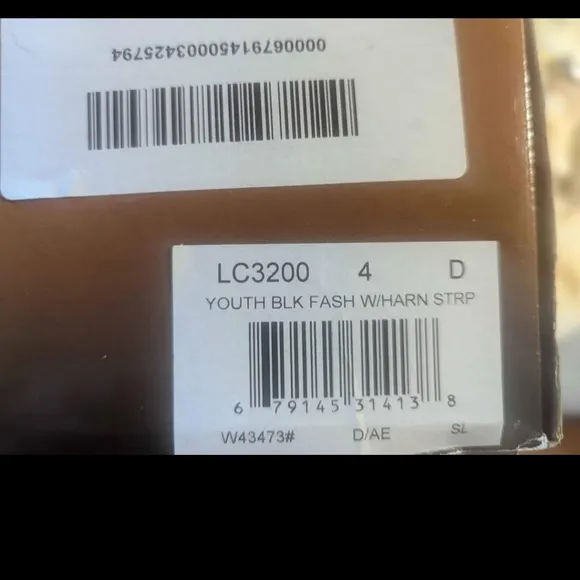 00006791450003425794
LC3200 4 D
YOUTH BLK FASH W/HARN STRP
6 79145 31413 8
W43473# D/AE SL